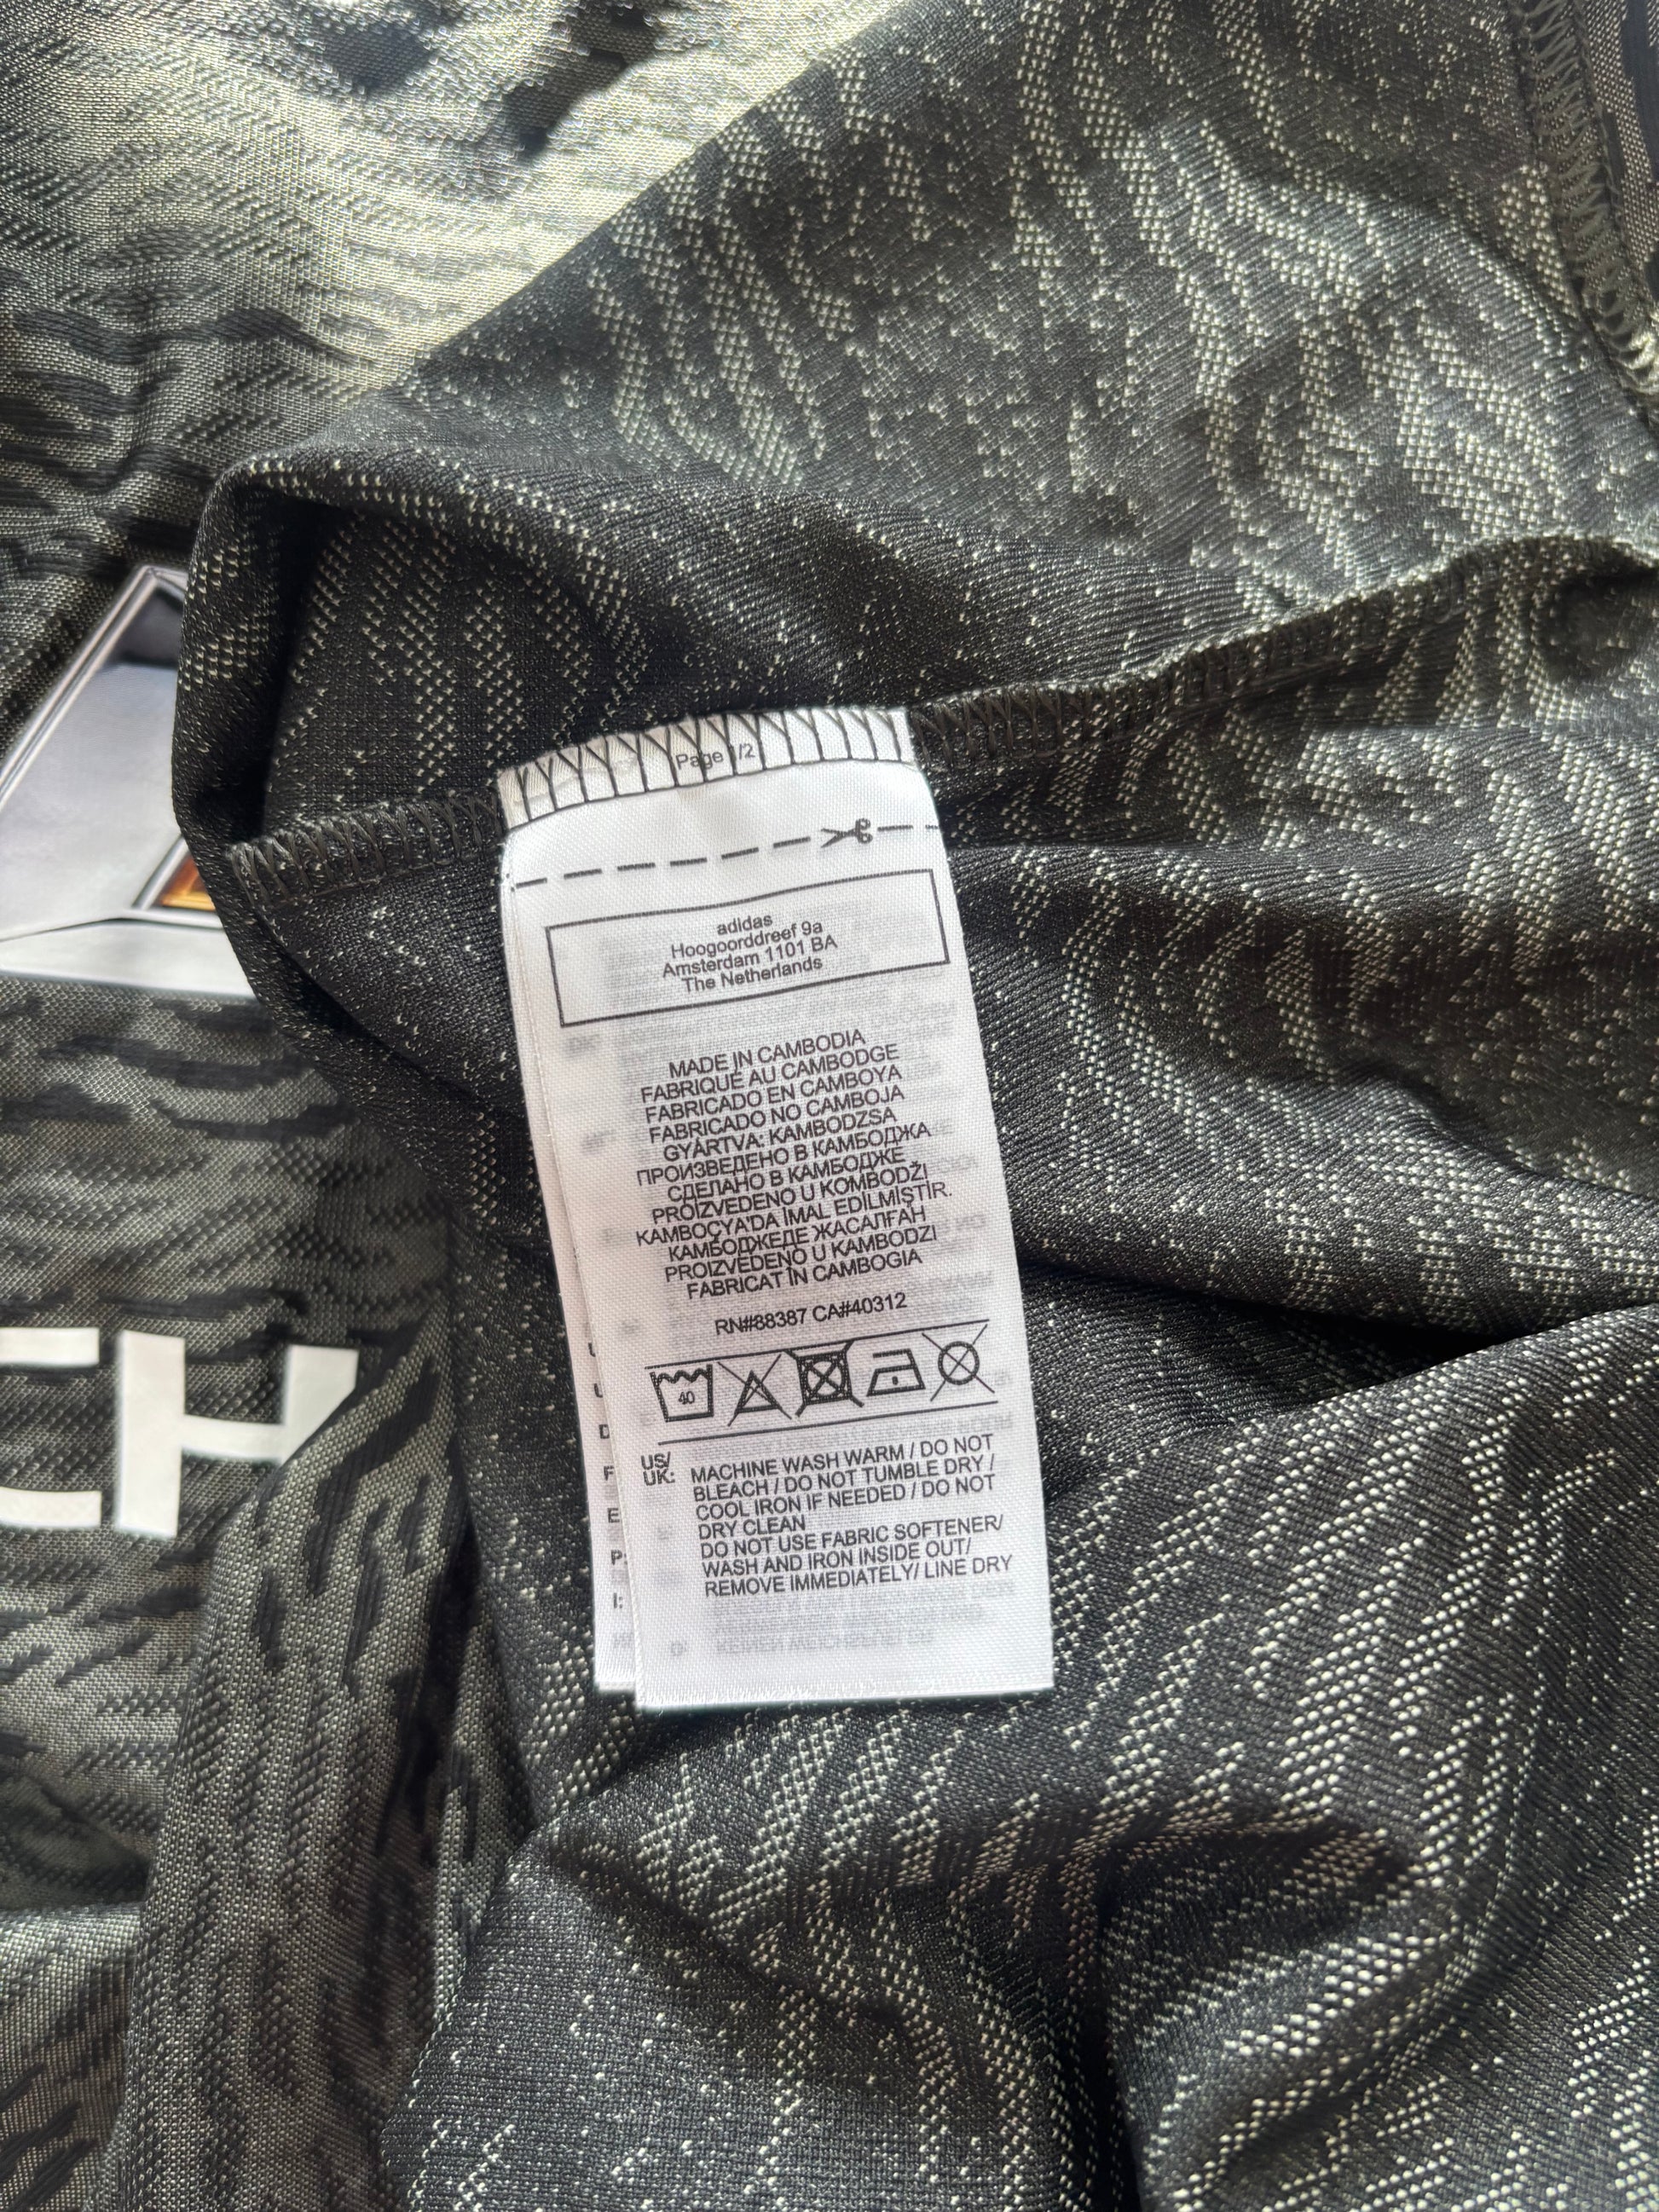 Page 1/2
adidas
Hoogoorddreef 9a
Amsterdam 1101 BA
The Netherlands
MADE IN CAMBODIA
FABRIQUÉ AU CAMBODGE
FABRICADO EN CAMBOYA
FABRICADO NO CAMBOJA
GYÁRTVA: KAMBODZSA
ПРОИЗВЕДЕНО В КАМБОДЖА
СДЕЛАНО В КАМБОДЖЕ
PROIZVEDENO U KOMBODŽI
KAMBOÇYA'DA İMAL EDİLMİŞTİR.
КАМБОДЖЕДЕ ЖАСАЛҒАН
PROIZVEDENO U KAMBODZI
FABRICAT ÎN CAMBOGIA
RN#88387 CA#40312
40
US/
UK:
MACHINE WASH WARM / DO NOT
BLEACH / DO NOT TUMBLE DRY /
COOL IRON IF NEEDED / DO NOT
DRY CLEAN
DO NOT USE FABRIC SOFTENER/
WASH AND IRON INSIDE OUT/
REMOVE IMMEDIATELY/ LINE DRY
F
E
P:
I:
CH